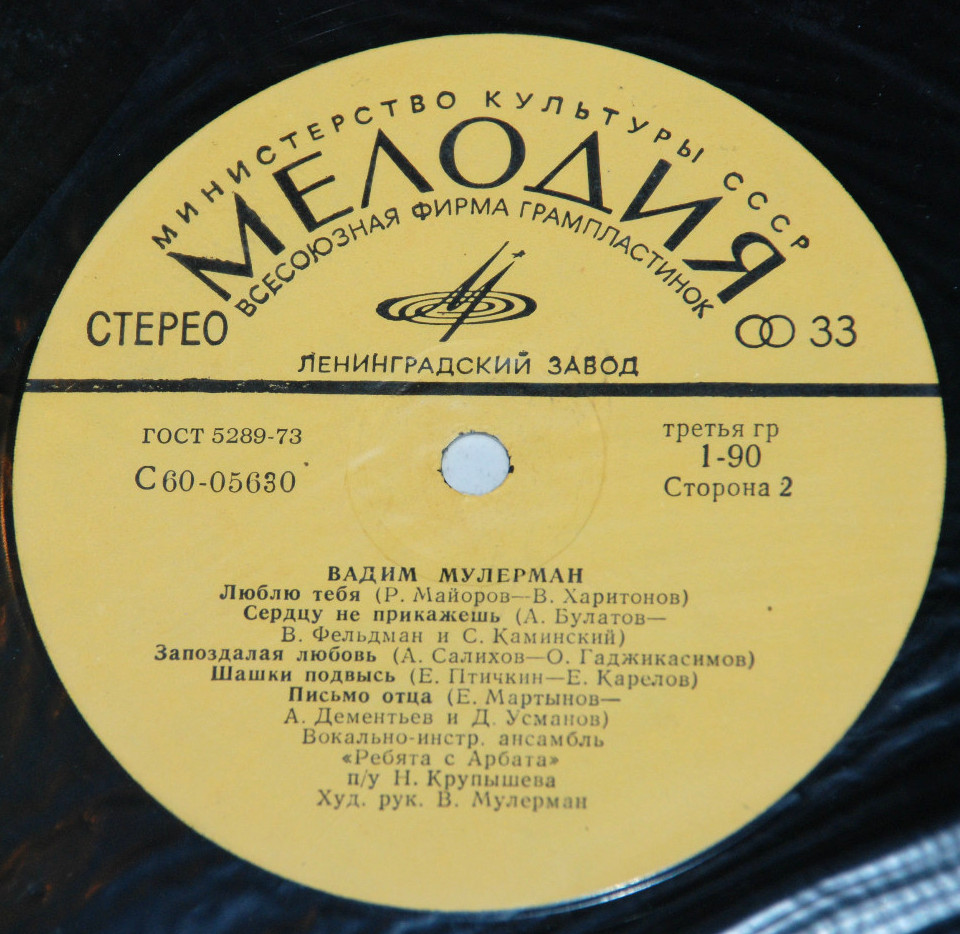 МИНИСТЕРСТВО КУЛЬТУРЫ СССР
МЕЛОДИЯ
ВСЕСОЮЗНАЯ ФИРМА ГРАМПЛАСТИНОК
СТЕРЕО
33
ЛЕНИНГРАДСКИЙ ЗАВОД
ГОСТ 5289-73
С60-05630
третья гр
1-90
Сторона 2
ВАДИМ МУЛЕРМАН
Люблю тебя (Р. Майоров—В. Харитонов)
Сердцу не прикажешь (А. Булатов—
В. Фельдман и С. Каминский)
Запоздалая любовь (А. Салихов—О. Гаджикасимов)
Шашки подвысь (Е. Птичкин—Е. Карелов)
Письмо отца (Е. Мартынов—
А. Дементьев и Д. Усманов)
Вокально-инстр. ансамбль
«Ребята с Арбата»
п/у Н. Крупышева
Худ. рук. В. Мулерман